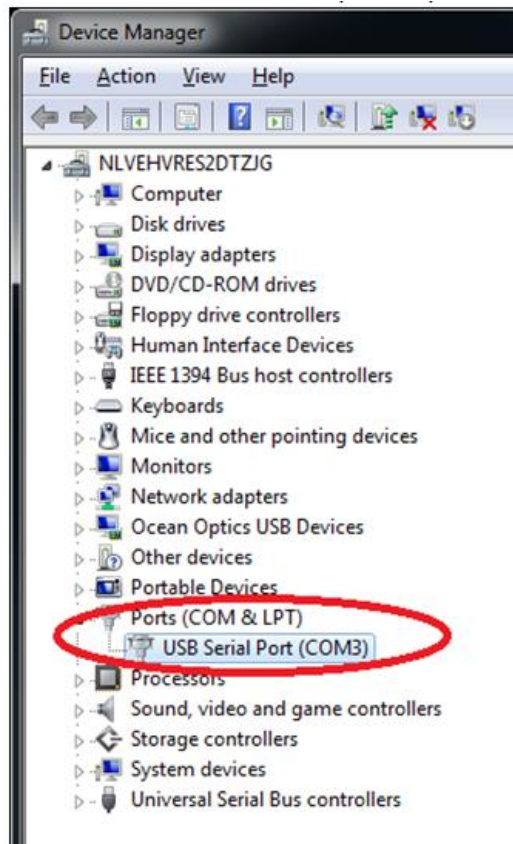 Device Manager
File Action View Help
NLVEHVRES2DTZJG
Computer
Disk drives
Display adapters
DVD/CD-ROM drives
Floppy drive controllers
Human Interface Devices
IEEE 1394 Bus host controllers
Keyboards
Mice and other pointing devices
Monitors
Network adapters
Ocean Optics USB Devices
Other devices
Portable Devices
Ports (COM & LPT)
USB Serial Port (COM3)
Processors
Sound, video and game controllers
Storage controllers
System devices
Universal Serial Bus controllers